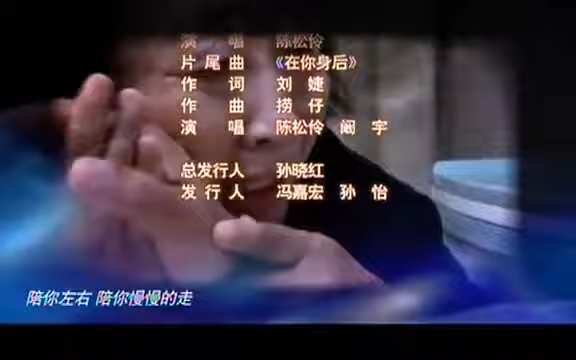 演 唱 陈松伶
片尾曲 《在你身后》
作 词 刘 婕
作 曲 捞 仔
演 唱 陈松伶 阚 宇
总发行人 孙晓红
发行人 冯嘉宏 孙 怡
陪你左右 陪你慢慢的走